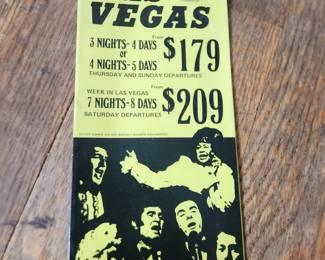 VEGAS
From
3 NIGHTS-4 DAYS
or
$179
4 NIGHTS-5 DAYS
THURSDAY AND SUNDAY DEPARTURES
From
WEEK IN LAS VEGAS
7 NIGHTS-8 DAYS
$209
SATURDAY DEPARTURES